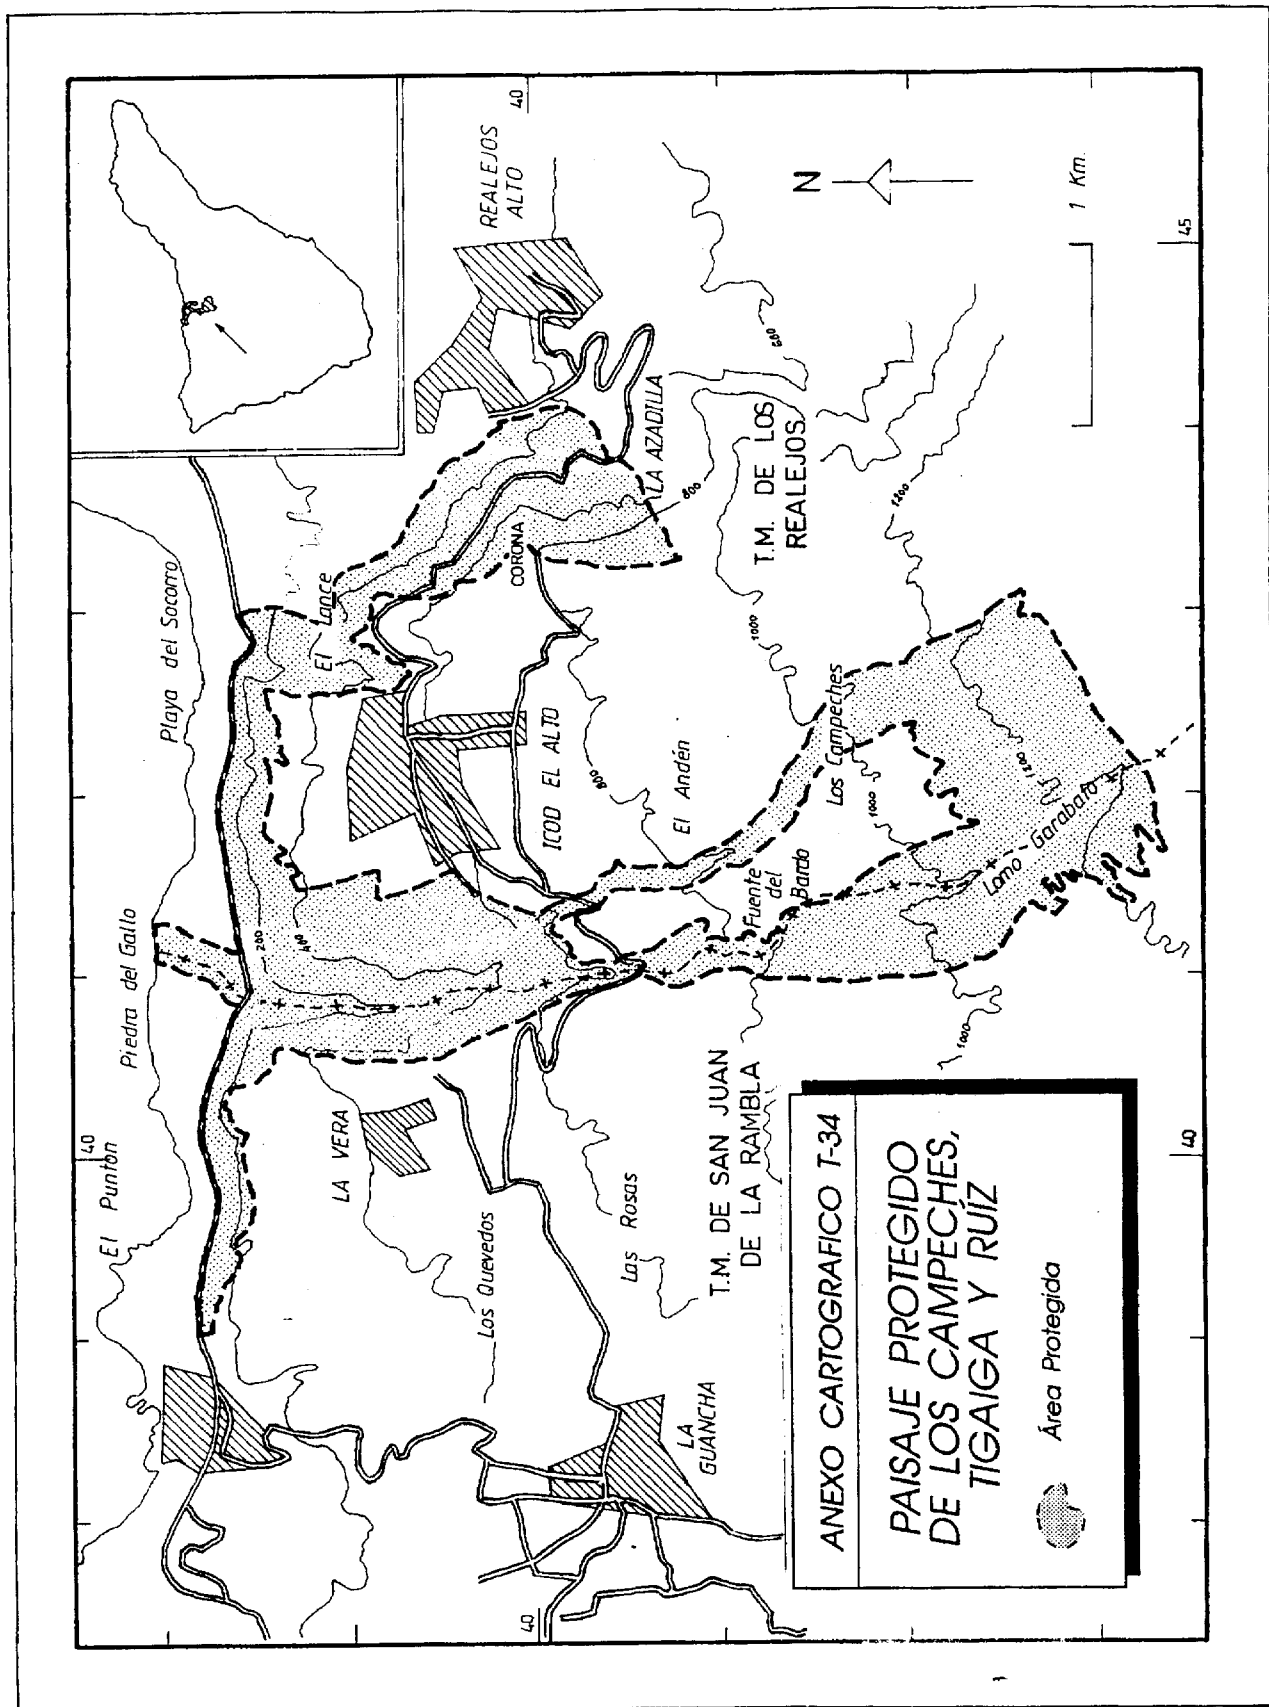 Playa del Socorro
Piedra del Gallo
El Punton
40
40
REALEJOS
ALTO
El Lance
200
400
LA VERA
CORONA
LA AZADILLA
ICOD EL ALTO
Los Quevedos
800
800
600
El Andén
T.M. DE LOS
REALEJOS
1000
Los Campeches
Fuente
del
Bardo
Las Rosas
T.M. DE SAN JUAN
DE LA RAMBLA
LA
GUANCHA
40
1000
1200
1200
1000
Lomo Garabato
N
1 Km.
45
40
ANEXO CARTOGRAFICO T-34
PAISAJE PROTEGIDO
DE LOS CAMPECHES,
TIGAIGA Y RUÍZ
Área Protegida